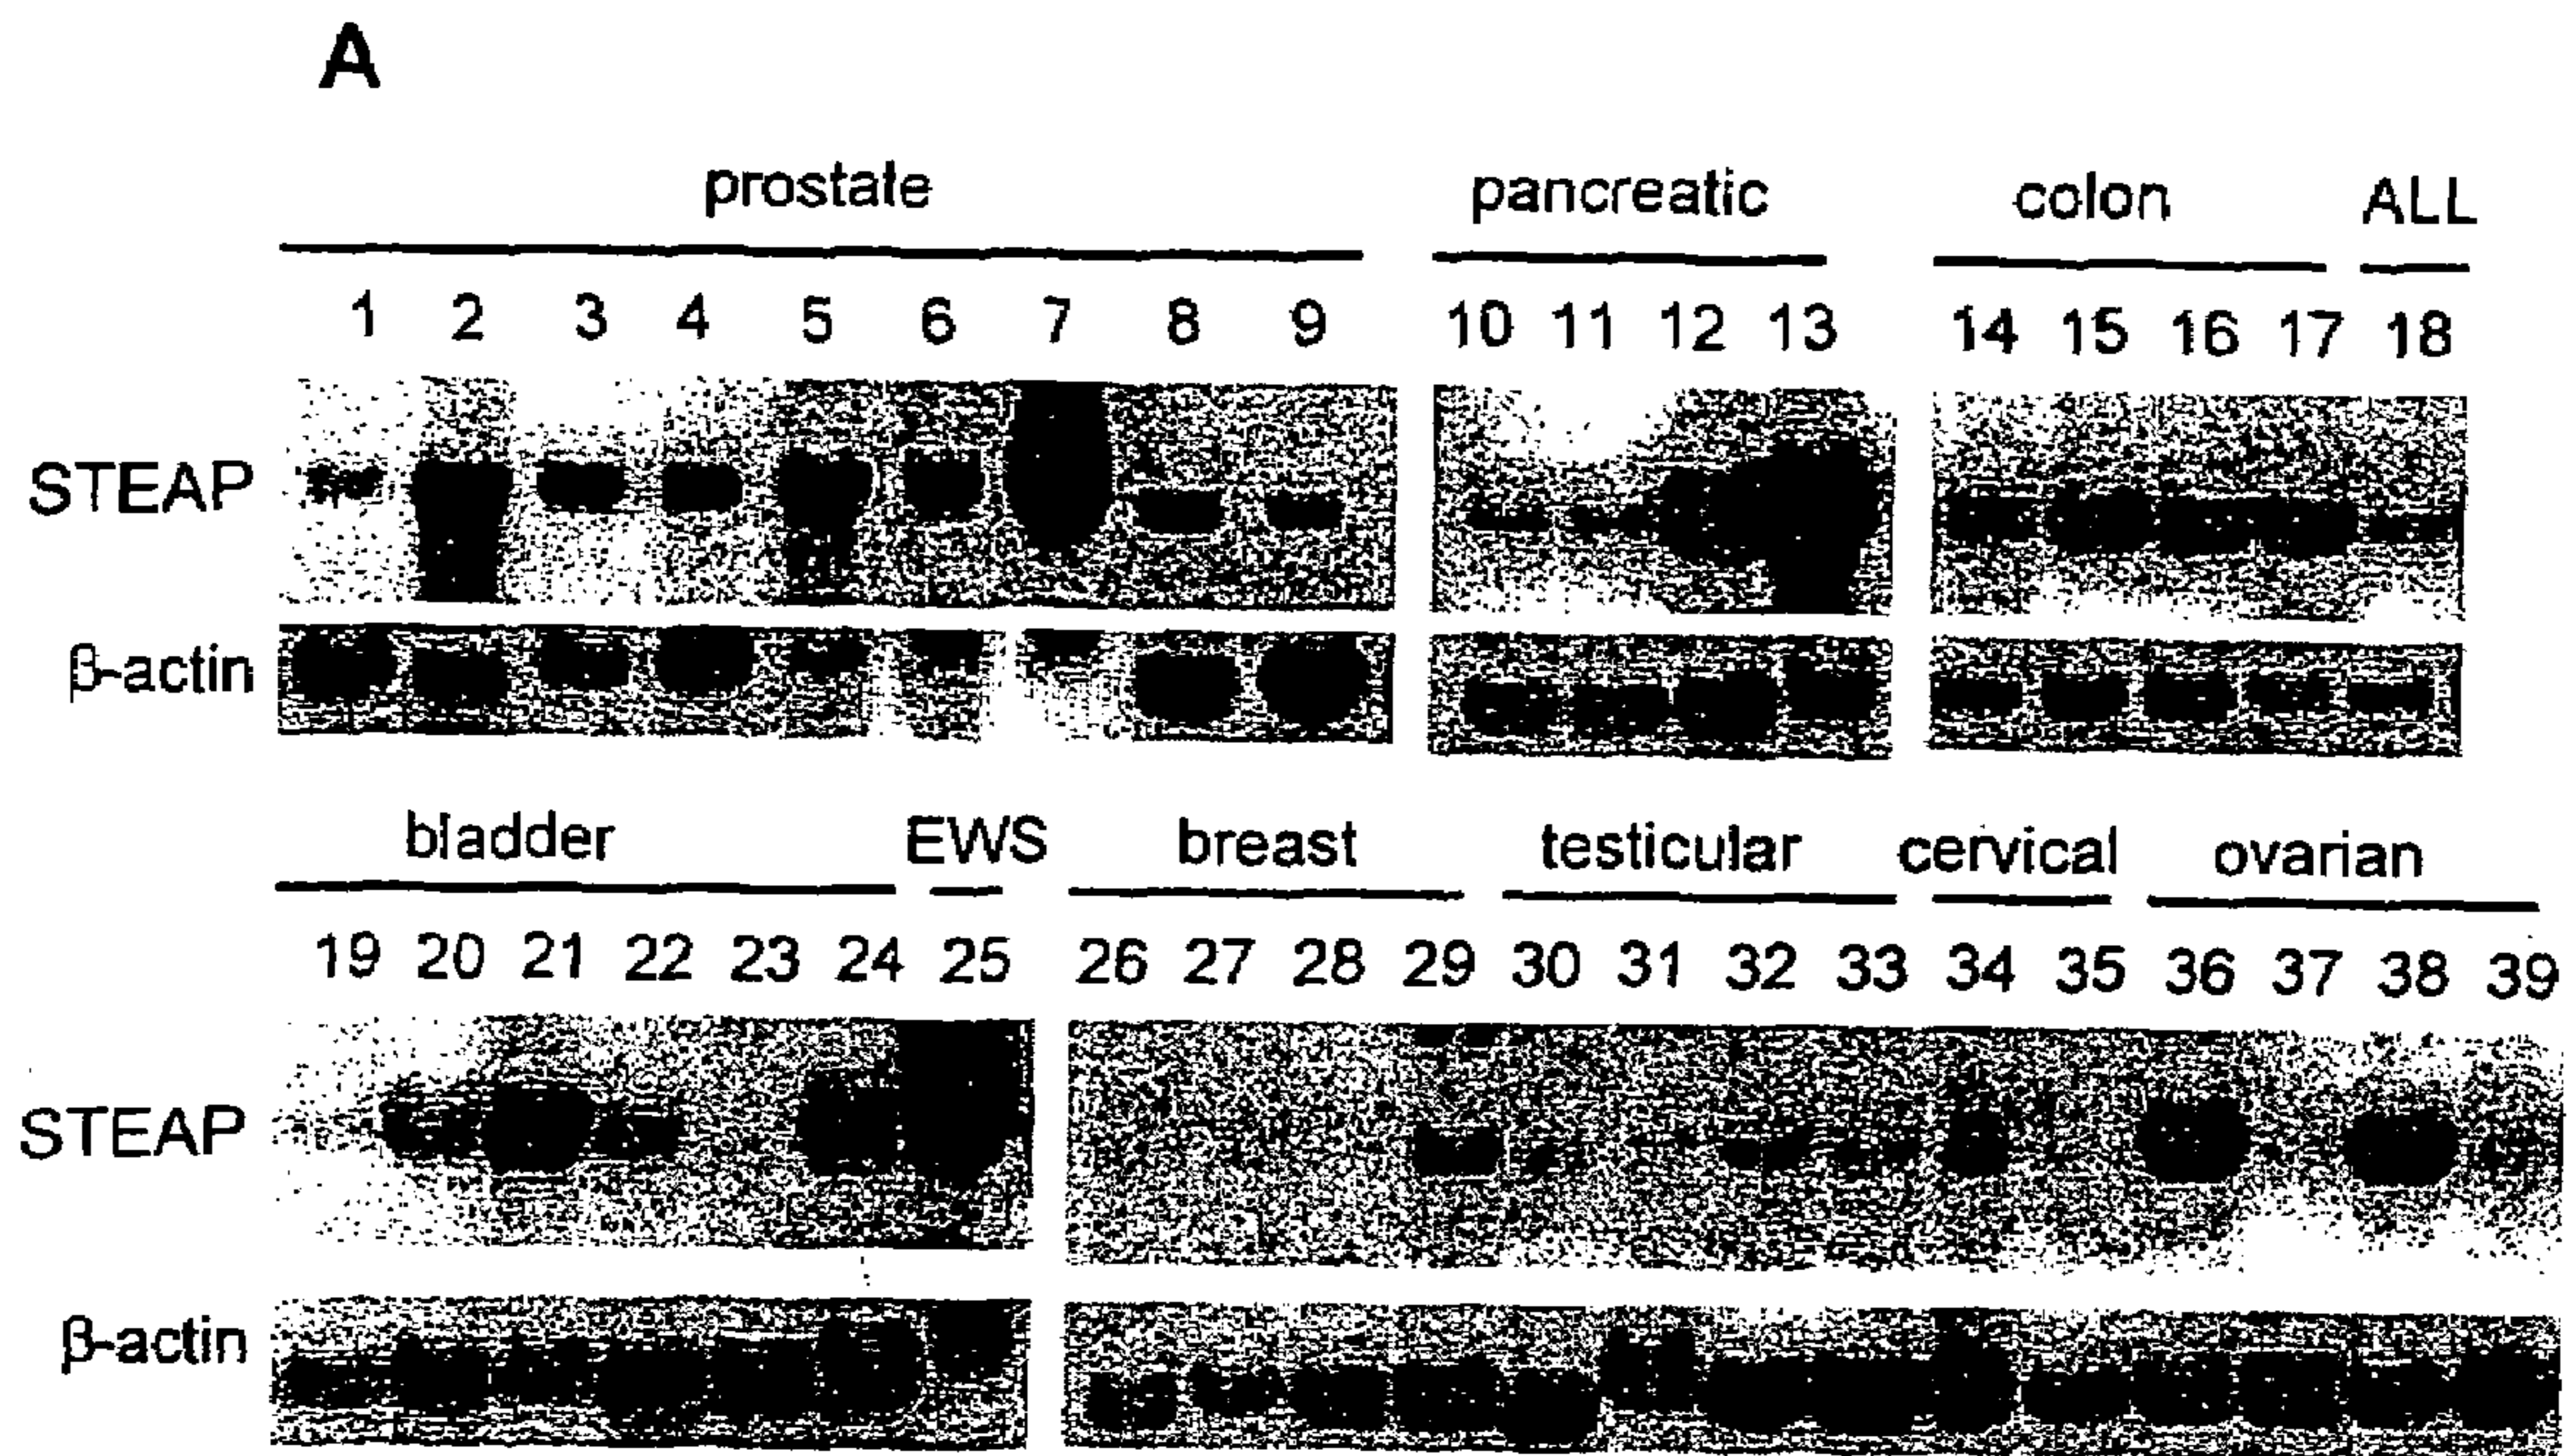 A
prostate pancreatic colon ALL
1 2 3 4 5 6 7 8 9 10 11 12 13 14 15 16 17 18
STEAP
β-actin
bladder EWS breast testicular cervical ovarian
19 20 21 22 23 24 25 26 27 28 29 30 31 32 33 34 35 36 37 38 39
STEAP
β-actin